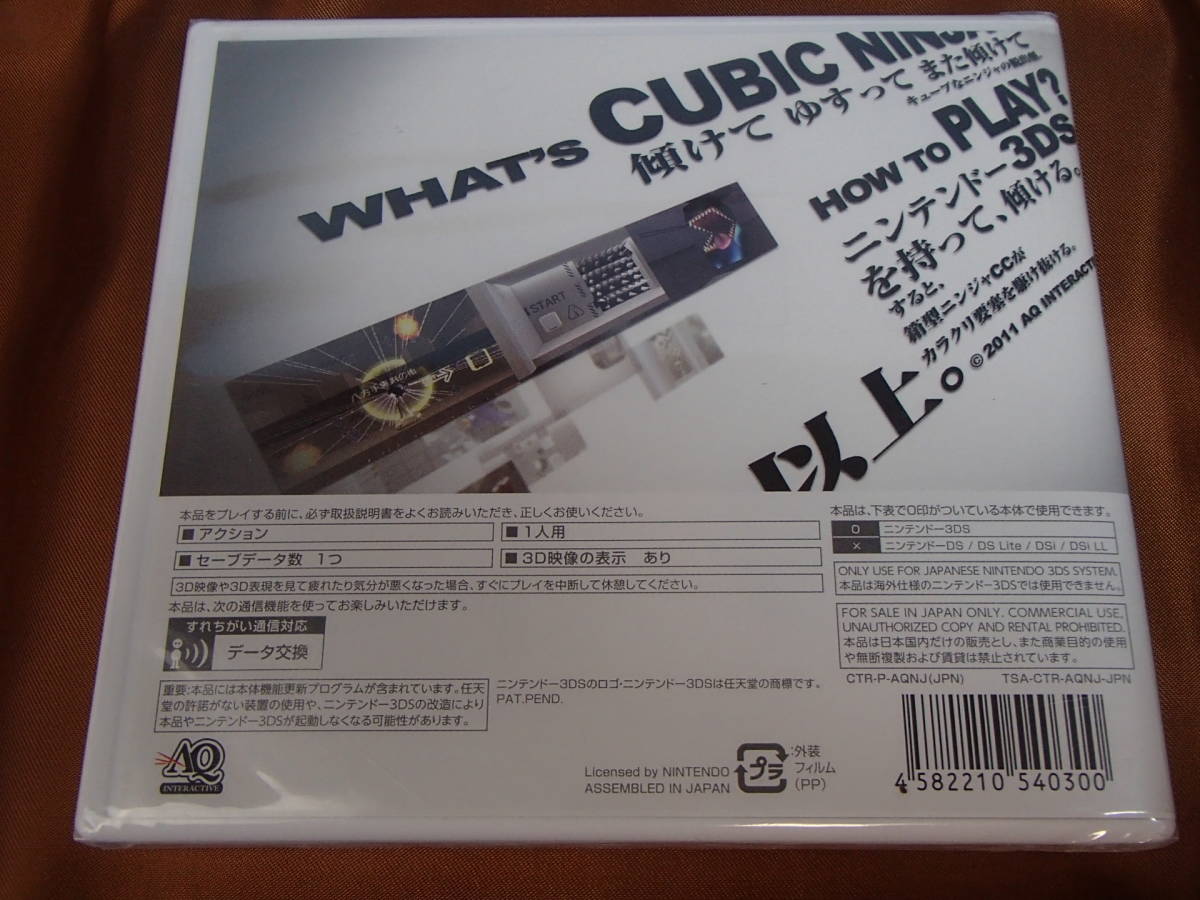 WHAT'S CUBIC NINJA
傾けて ゆすって また傾けて
キューブなニンジャの脱出劇。
HOW TO PLAY?
ニンテンドー3DS
を持って、傾ける。
すると、
箱型ニンジャCCが
カラクリ要塞を駆け抜ける。
以上。
© 2011 AQ INTERACTI
START
本品をプレイする前に、必ず取扱説明書をよくお読みいただき、正しくお使いください。
■ アクション
■ 1人用
■ セーブデータ数 1つ
■ 3D映像の表示 あり
3D映像や3D表現を見て疲れたり気分が悪くなった場合、すぐにプレイを中断して休憩してください。
本品は、次の通信機能を使ってお楽しみいただけます。
すれちがい通信対応
データ交換
重要:本品には本体機能更新プログラムが含まれています。任天
堂の許諾がない装置の使用や、ニンテンドー3DSの改造により
本品やニンテンドー3DSが起動しなくなる可能性があります。
ニンテンドー3DSのロゴ・ニンテンドー3DSは任天堂の商標です。
PAT.PEND.
本品は、下表で○印がついている本体で使用できます。
○ ニンテンドー3DS
× ニンテンドーDS / DS Lite / DSi / DSi LL
ONLY USE FOR JAPANESE NINTENDO 3DS SYSTEM.
本品は海外仕様のニンテンドー3DSでは使用できません。
FOR SALE IN JAPAN ONLY. COMMERCIAL USE,
UNAUTHORIZED COPY AND RENTAL PROHIBITED.
本品は日本国内だけの販売とし、また商業目的の使用
や無断複製および賃貸は禁止されています。
CTR-P-AQNJ(JPN) TSA-CTR-AQNJ-JPN
AQ
INTERACTIVE
Licensed by NINTENDO
ASSEMBLED IN JAPAN
プラ
:外装
フィルム
(PP)
4 582210 540300